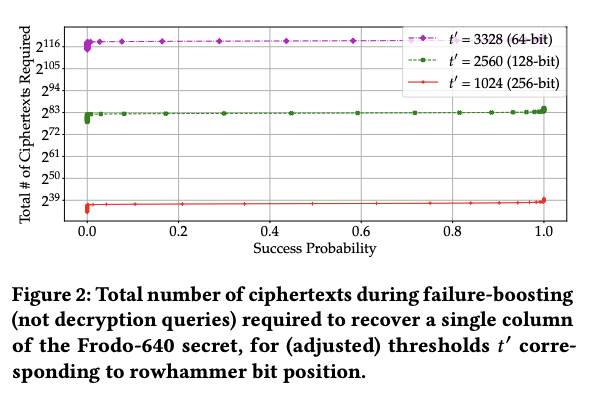 Total # of Ciphertexts Required
2^116
2^105
2^94
2^83
2^72
2^61
2^50
2^39
t′ = 3328 (64-bit)
t′ = 2560 (128-bit)
t′ = 1024 (256-bit)
0.0 0.2 0.4 0.6 0.8 1.0
Success Probability
Figure 2: Total number of ciphertexts during failure-boosting
(not decryption queries) required to recover a single column
of the Frodo-640 secret, for (adjusted) thresholds t′ corre-
sponding to rowhammer bit position.